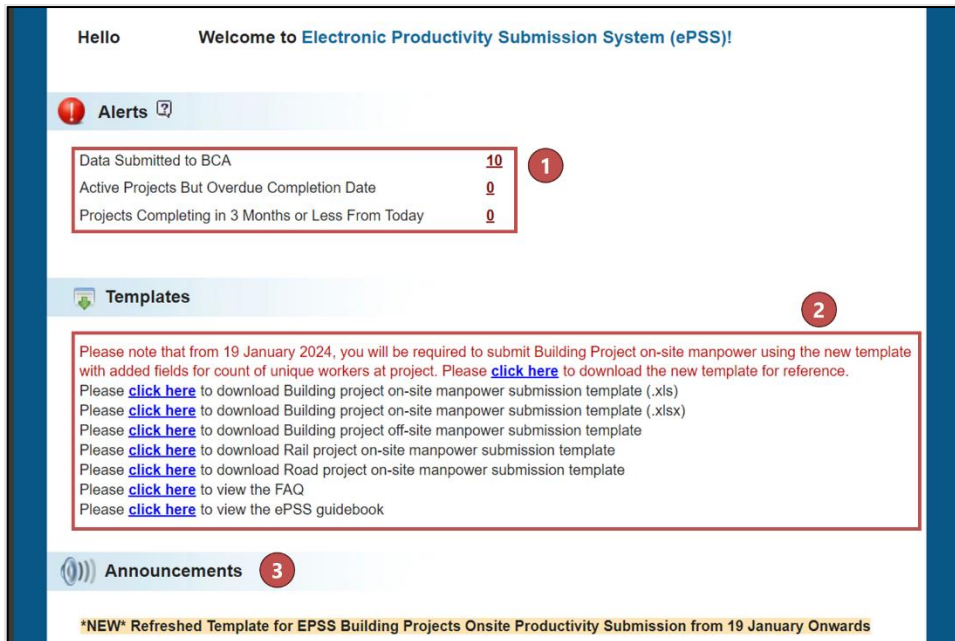 Hello Welcome to Electronic Productivity Submission System (ePSS)!
Alerts ?
Data Submitted to BCA 10
1
Active Projects But Overdue Completion Date 0
Projects Completing in 3 Months or Less From Today 0
Templates
2
Please note that from 19 January 2024, you will be required to submit Building Project on-site manpower using the new template
with added fields for count of unique workers at project. Please click here to download the new template for reference.
Please click here to download Building project on-site manpower submission template (.xls)
Please click here to download Building project on-site manpower submission template (.xlsx)
Please click here to download Building project off-site manpower submission template
Please click here to download Rail project on-site manpower submission template
Please click here to download Road project on-site manpower submission template
Please click here to view the FAQ
Please click here to view the ePSS guidebook
Announcements 3
*NEW* Refreshed Template for EPSS Building Projects Onsite Productivity Submission from 19 January Onwards